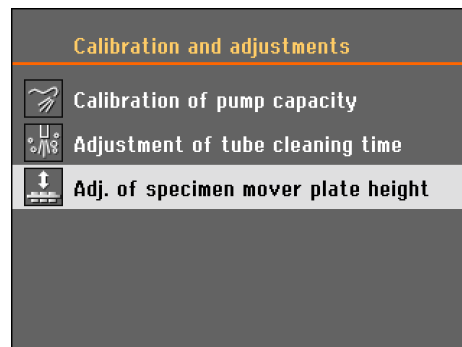 Calibration and adjustments
Calibration of pump capacity
Adjustment of tube cleaning time
Adj. of specimen mover plate height